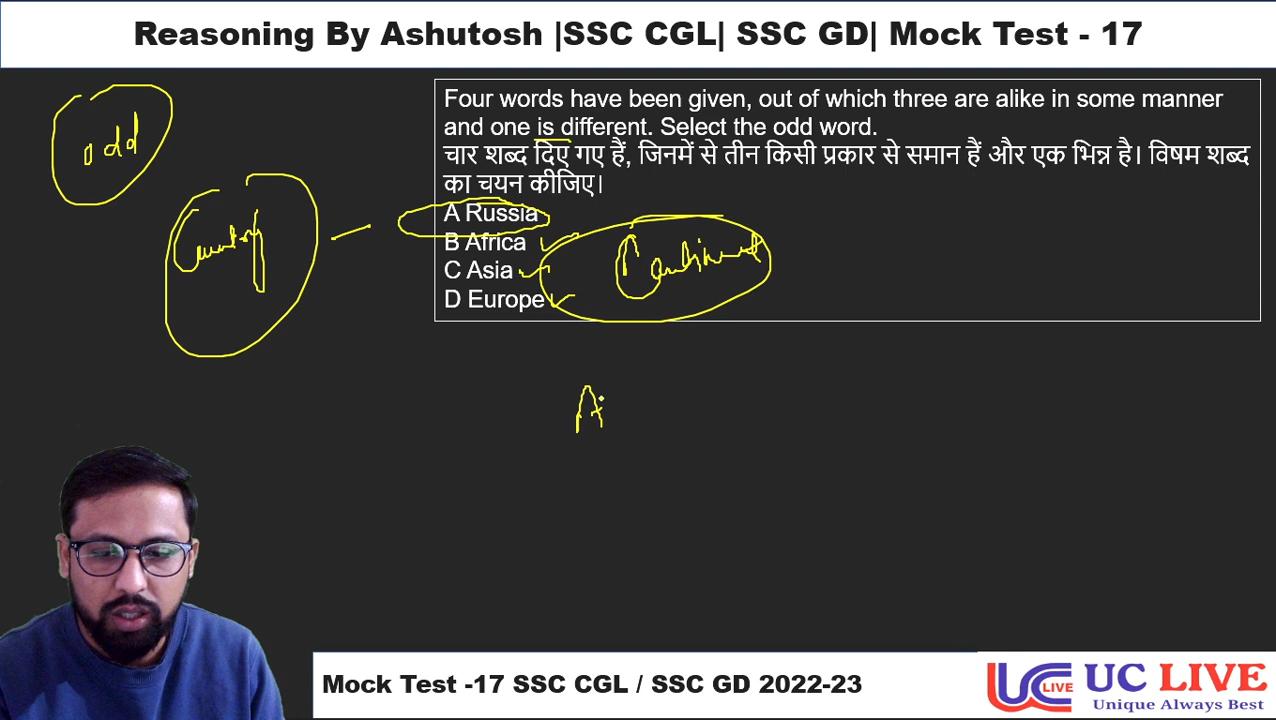 Reasoning By Ashutosh |SSC CGL| SSC GD| Mock Test - 17
odd
Country
Four words have been given, out of which three are alike in some manner
and one is different. Select the odd word.
चार शब्द दिए गए हैं, जिनमें से तीन किसी प्रकार से समान हैं और एक भिन्न है। विषम शब्द
का चयन कीजिए।
A Russia
B Africa
C Asia
D Europe
Continent
A
Mock Test -17 SSC CGL / SSC GD 2022-23
UC LIVE
UC LIVE
Unique Always Best